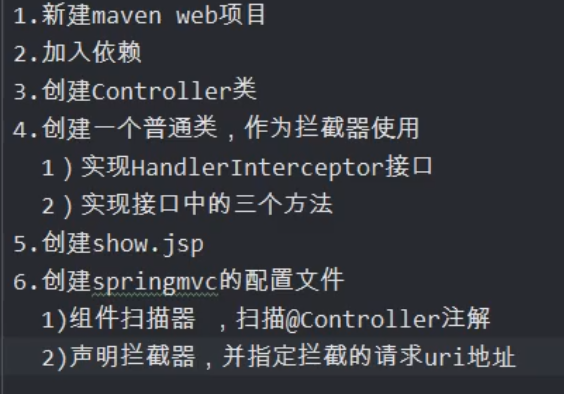 1.新建maven web项目
2.加入依赖
3.创建Controller类
4.创建一个普通类，作为拦截器使用
1）实现HandlerInterceptor接口
2）实现接口中的三个方法
5.创建show.jsp
6.创建springmvc的配置文件
1)组件扫描器 ，扫描@Controller注解
2)声明拦截器，并指定拦截的请求uri地址